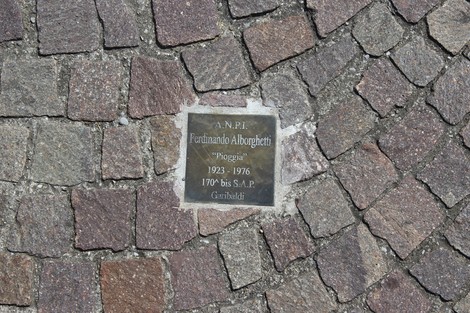 A.N.P.I.
Ferdinando Alborghetti
"Pioggia"
1923 - 1976
170^ bis S.A.P.
Garibaldi